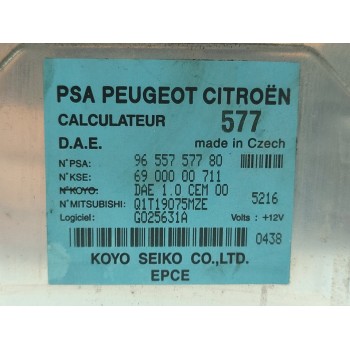 PSA PEUGEOT CITROËN
CALCULATEUR 577
D.A.E. made in Czech
N°PSA: 96 557 577 80
N°KSE: 69 000 00 711
N°KOYO: DAE 1.0 CEM 00
N°MITSUBISHI: Q1T19075MZE 5216
Logiciel: G025631A Volts : +12V
0438
KOYO SEIKO CO.,LTD.
EPCE